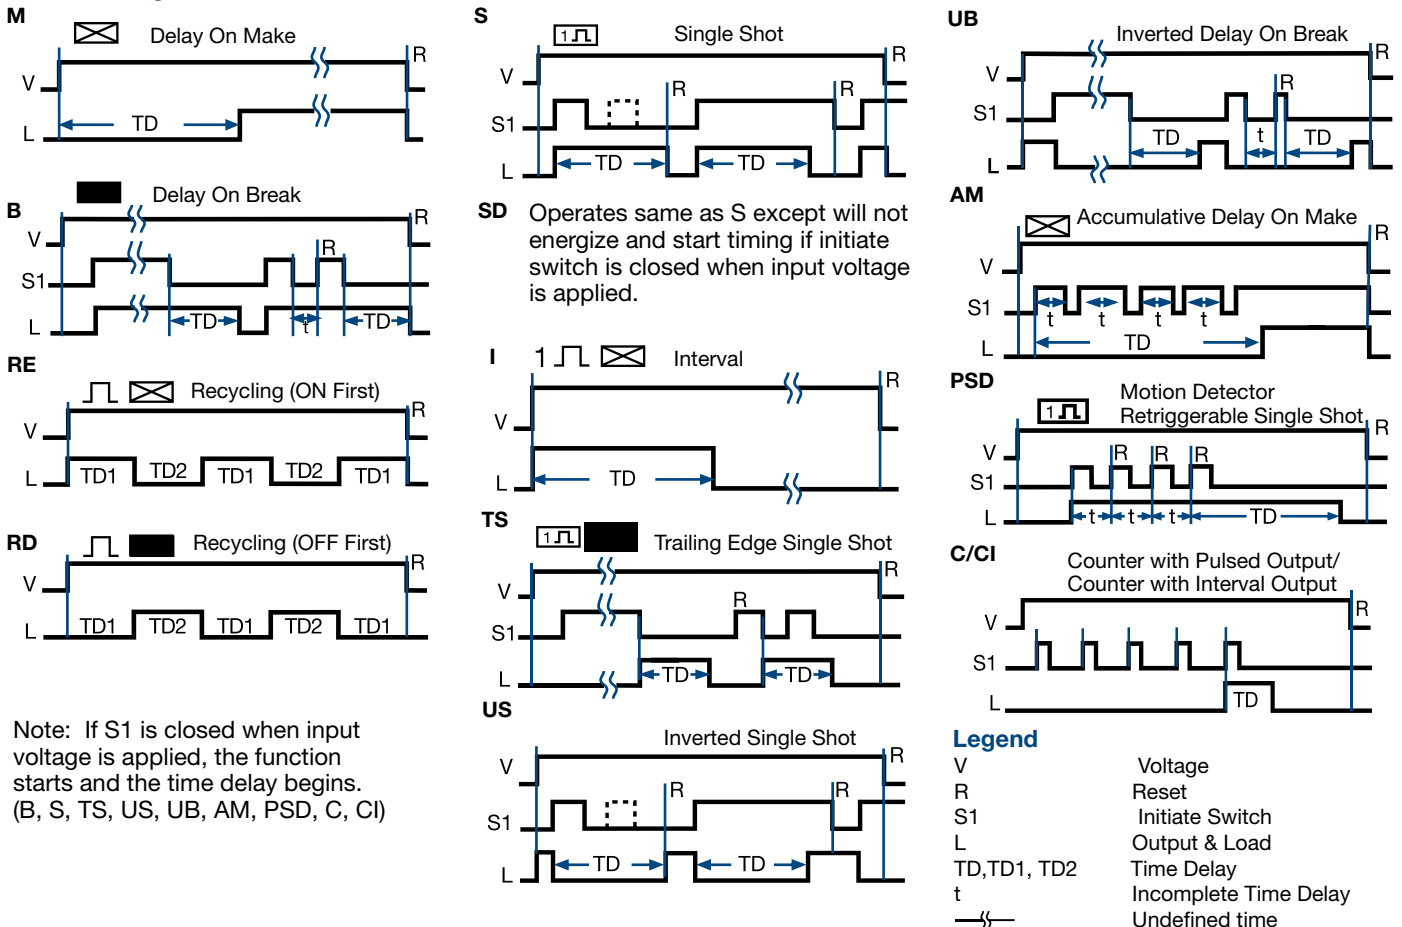 M
Delay On Make
R
V
TD
L
B
Delay On Break
R
V
R
S1
L
TD
t
TD
RE
Recycling (ON First)
R
V
L
TD1 TD2 TD1 TD2 TD1
RD
Recycling (OFF First)
R
V
L
TD1 TD2 TD1 TD2 TD1
Note: If S1 is closed when input
voltage is applied, the function
starts and the time delay begins.
(B, S, TS, US, UB, AM, PSD, C, CI)
S
1
Single Shot
R
V
R
S1
L
TD TD
SD Operates same as S except will not
energize and start timing if initiate
switch is closed when input voltage
is applied.
I
1
Interval
R
V
L
TD
TS
1
Trailing Edge Single Shot
R
V
R
S1
L
TD TD
US
Inverted Single Shot
R
V
R R
S1
L
TD TD
UB
Inverted Delay On Break
R
V
R
S1
TD t TD
L
AM
Accumulative Delay On Make
R
V
S1
t t t t
TD
L
PSD
Motion Detector
1
Retriggerable Single Shot
R
V
R R R
S1
L
t t t TD
C/CI
Counter with Pulsed Output/
Counter with Interval Output
R
V
S1
L
TD
Legend
V Voltage
R Reset
S1 Initiate Switch
L Output & Load
TD,TD1, TD2 Time Delay
t Incomplete Time Delay
Undefined time